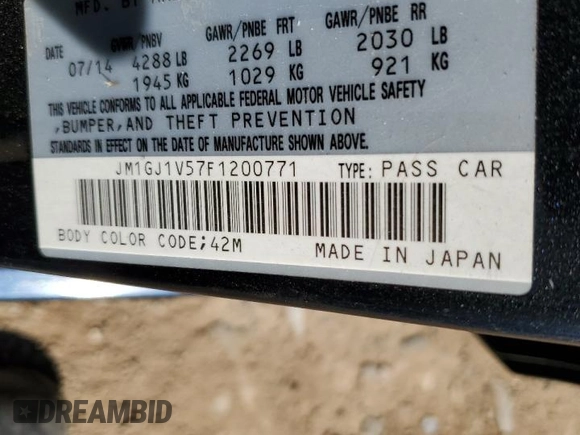 MFD. BY
GAWR/PNBE RR
GAWR/PNBE FRT
GVWR/PNBV
DATE
07/14 4288 LB 2269 LB 2030 LB
1945 KG 1029 KG 921 KG
THIS VEHICLE CONFORMS TO ALL APPLICABLE FEDERAL MOTOR VEHICLE SAFETY
,BUMPER,AND THEFT PREVENTION
STANDARDS IN EFFECT ON THE DATE OF MANUFACTURE SHOWN ABOVE.
JM1GJ1V57F1200771 TYPE: PASS CAR
BODY COLOR CODE;42M MADE IN JAPAN
DREAMBID